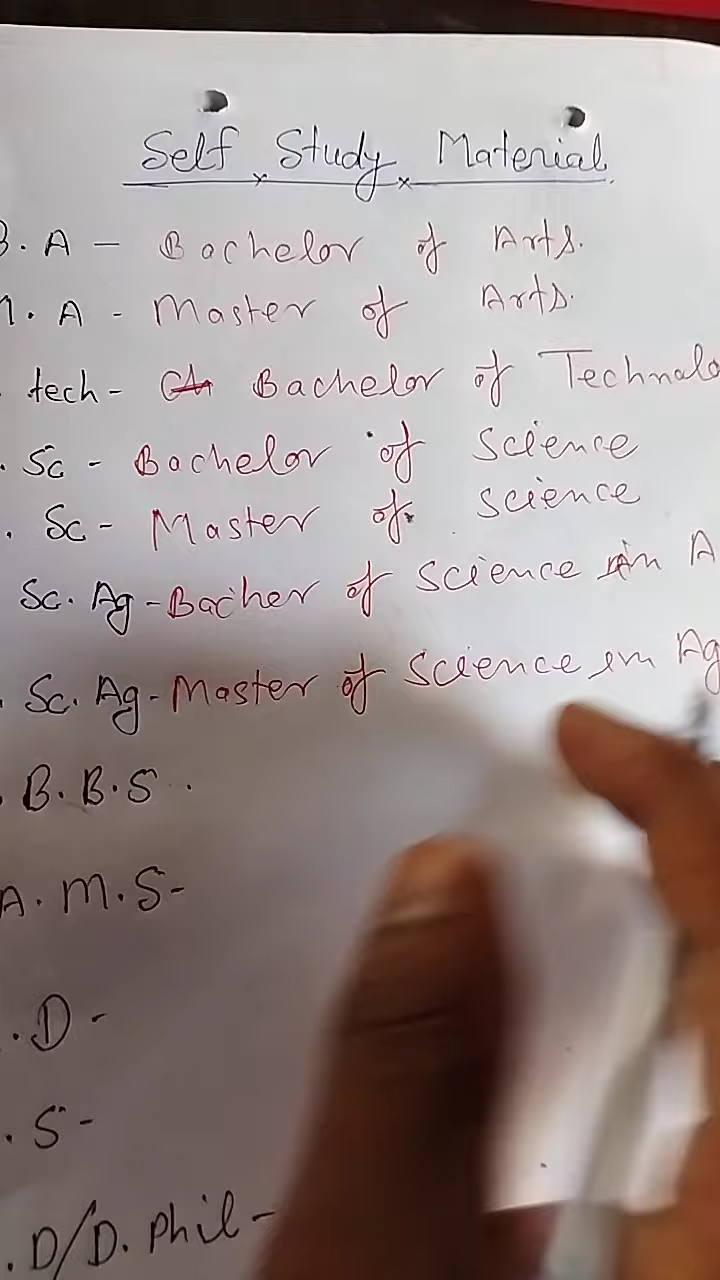 Self Study Material
B. A - Bachelor of Arts.
M. A - Master of Arts.
. tech - Bachelor of Technolo
. Sc - Bachelor of Science
. Sc - Master of Science
Sc. Ag - Bacher of Science in A
. Sc. Ag - Master of Science in Ag
. B. B. S
A. M. S -
. D -
. S -
. D/D. Phil -